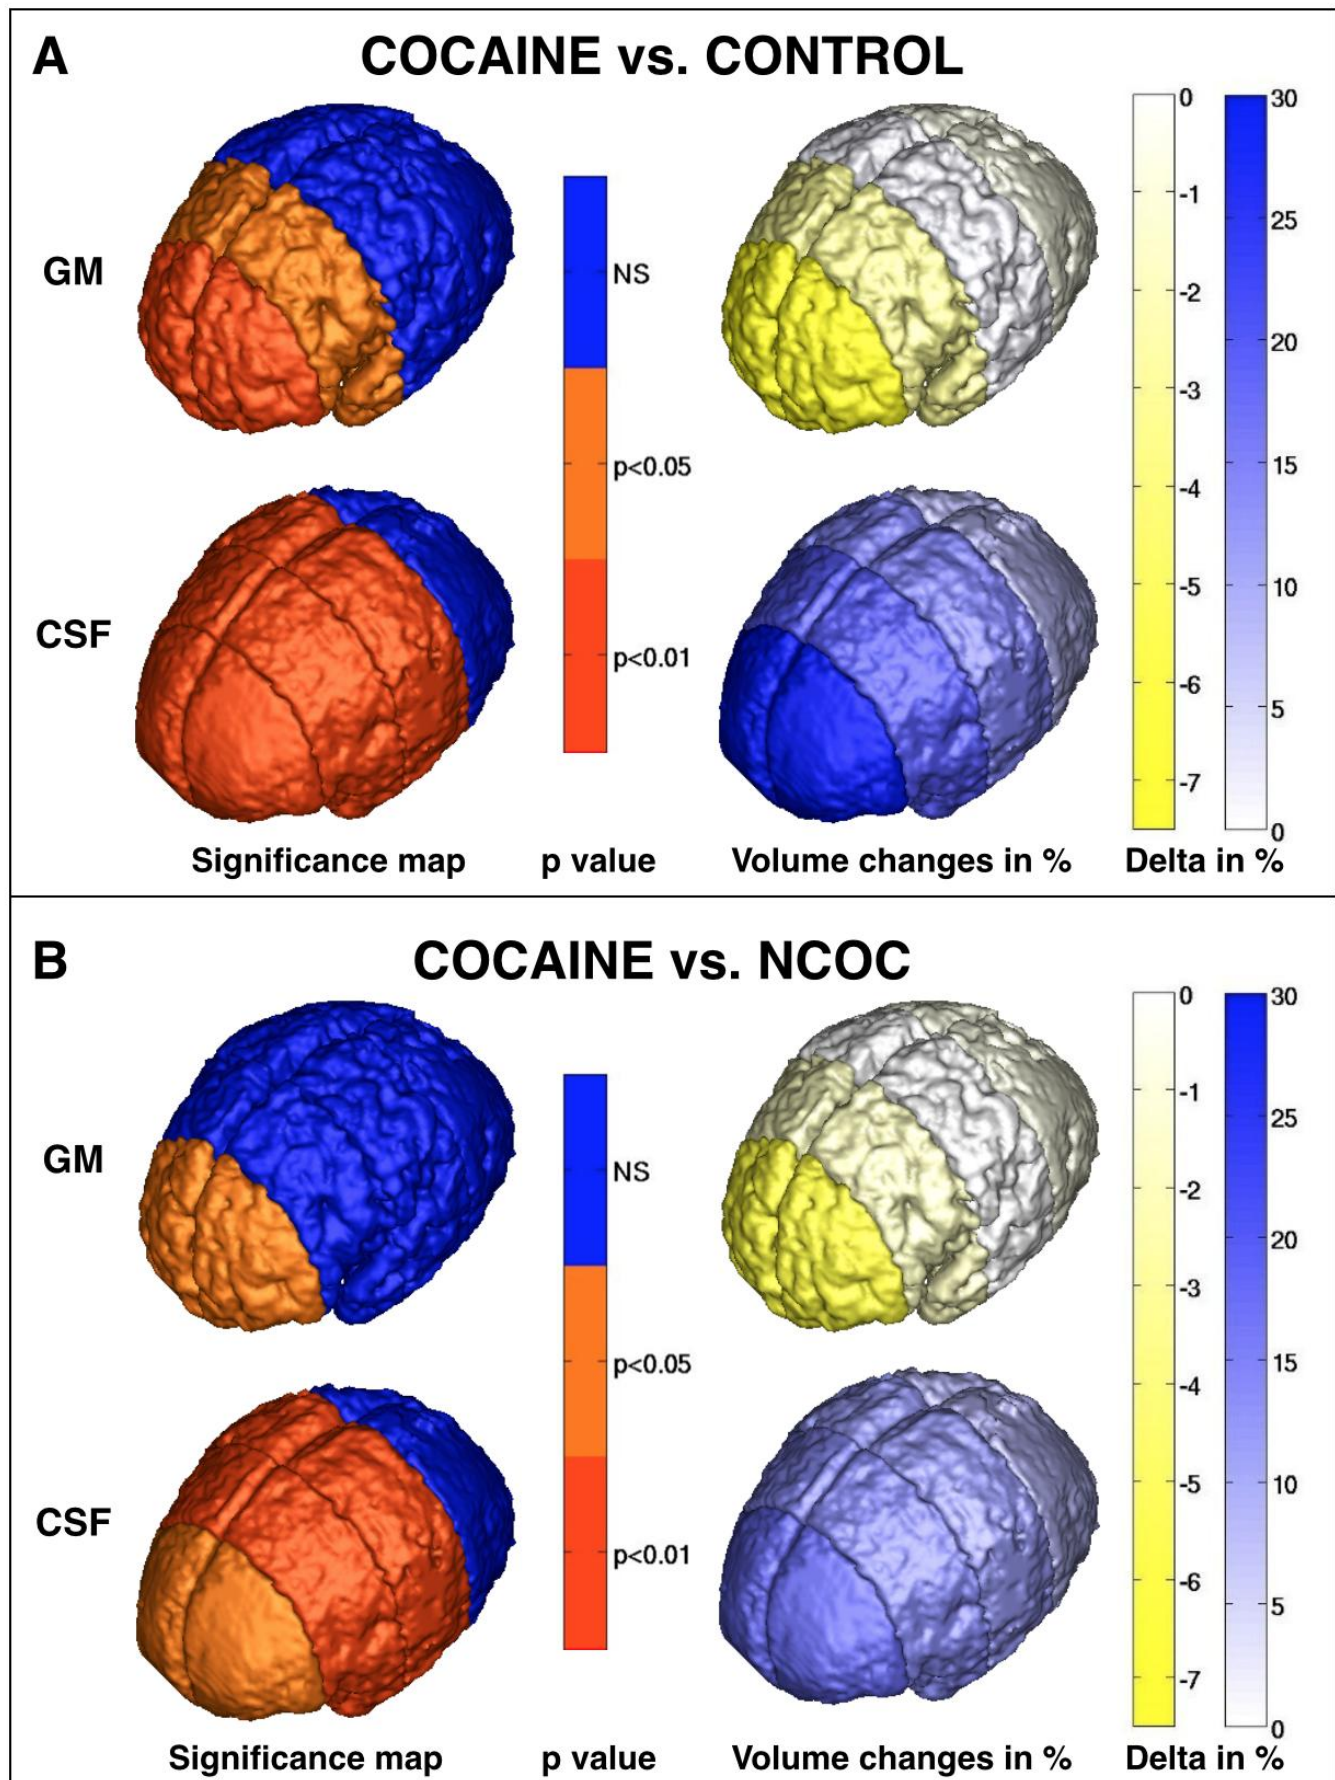 A
COCAINE vs. CONTROL
GM
NS
p<0.05
p<0.01
CSF
0
-1
-2
-3
-4
-5
-6
-7
30
25
20
15
10
5
0
Significance map
p value
Volume changes in %
Delta in %
B
COCAINE vs. NCOC
GM
NS
p<0.05
p<0.01
CSF
0
-1
-2
-3
-4
-5
-6
-7
30
25
20
15
10
5
0
Significance map
p value
Volume changes in %
Delta in %